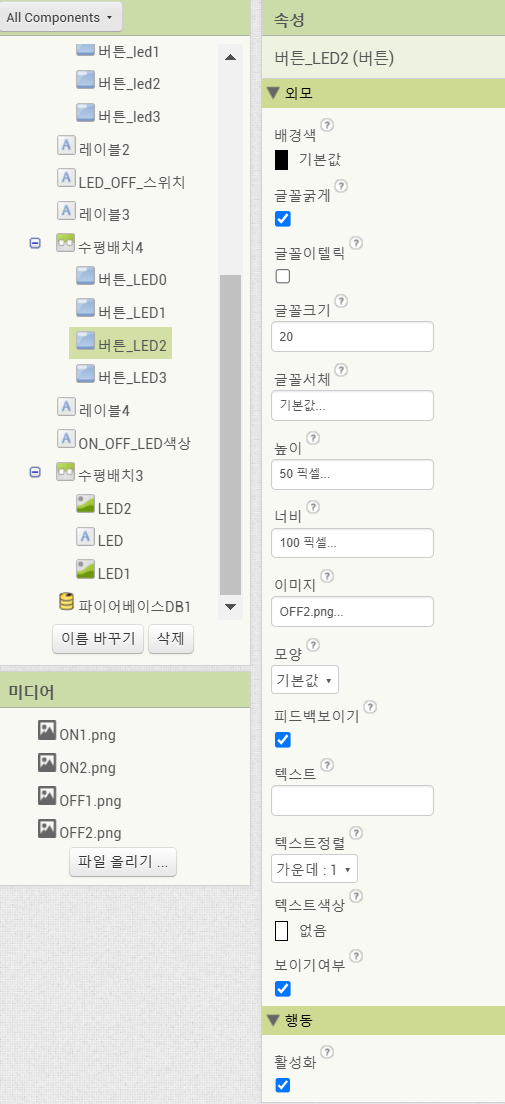 All Components
버튼_led1
버튼_led2
버튼_led3
레이블2
LED_OFF_스위치
레이블3
수평배치4
버튼_LED0
버튼_LED1
버튼_LED2
버튼_LED3
레이블4
ON_OFF_LED색상
수평배치3
LED2
LED
LED1
파이어베이스DB1
이름 바꾸기 삭제
미디어
ON1.png
ON2.png
OFF1.png
OFF2.png
파일 올리기 ...
속성
버튼_LED2 (버튼)
외모
배경색
기본값
글꼴굵게
글꼴이텔릭
글꼴크기
20
글꼴서체
기본값...
높이
50 픽셀...
너비
100 픽셀...
이미지
OFF2.png...
모양
기본값
피드백보이기
텍스트
텍스트정렬
가운데 : 1
텍스트색상
없음
보이기여부
행동
활성화